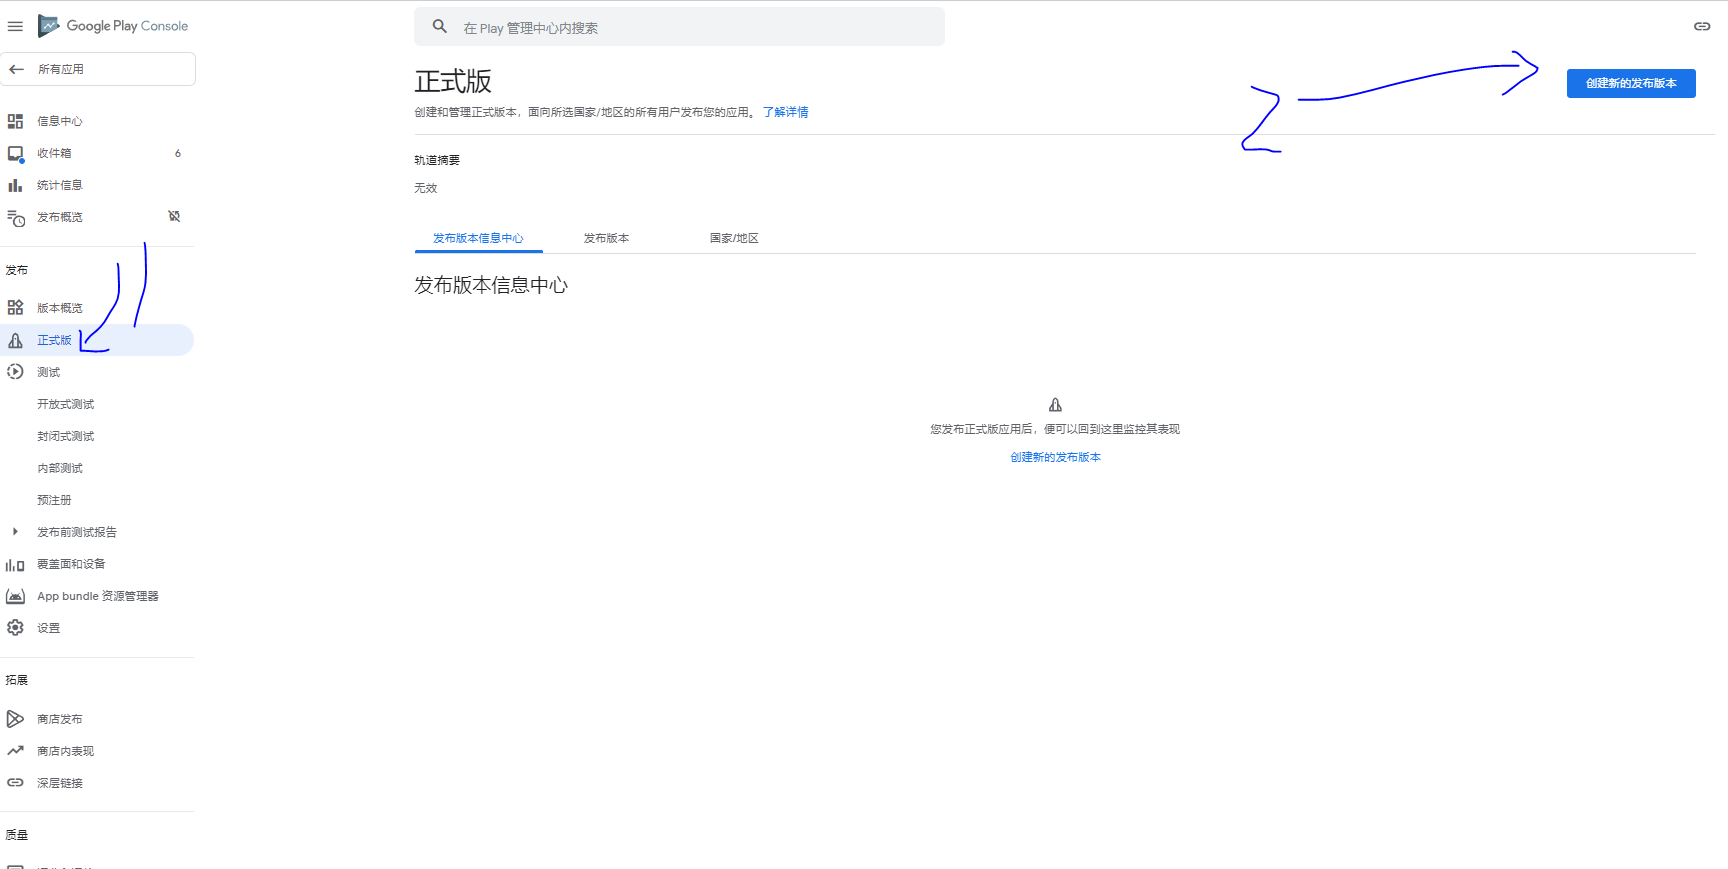 Google Play Console
在 Play 管理中心内搜索
所有应用
正式版
创建新的发布版本
创建和管理正式版本，面向所选国家/地区的所有用户发布您的应用。 了解详情
2
信息中心
收件箱 6
统计信息
发布概览
轨道摘要
无效
发布版本信息中心 发布版本 国家/地区
发布版本信息中心
1
发布
版本概览
正式版
测试
开放式测试
封闭式测试
内部测试
预注册
发布前测试报告
覆盖面和设备
App bundle 资源管理器
设置
您发布正式版应用后，便可以回到这里监控其表现
创建新的发布版本
拓展
商店发布
商店内表现
深层链接
质量